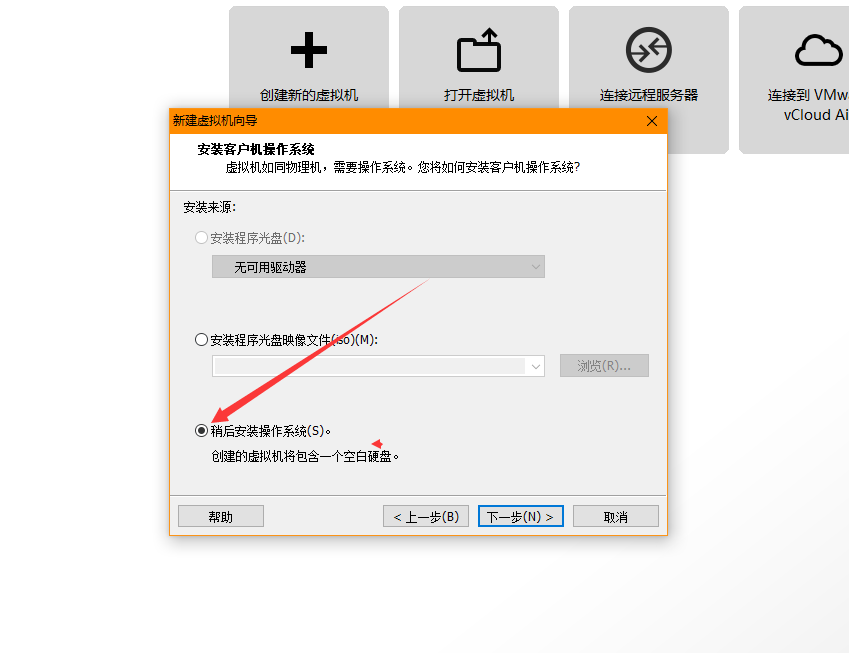 创建新的虚拟机
打开虚拟机
连接远程服务器
连接到 VMw
vCloud Ai
新建虚拟机向导
安装客户机操作系统
虚拟机如同物理机，需要操作系统。您将如何安装客户机操作系统?
安装来源:
安装程序光盘(D):
无可用驱动器
安装程序光盘映像文件(iso)(M):
浏览(R)...
稍后安装操作系统(S)。
创建的虚拟机将包含一个空白硬盘。
帮助
< 上一步(B)
下一步(N) >
取消